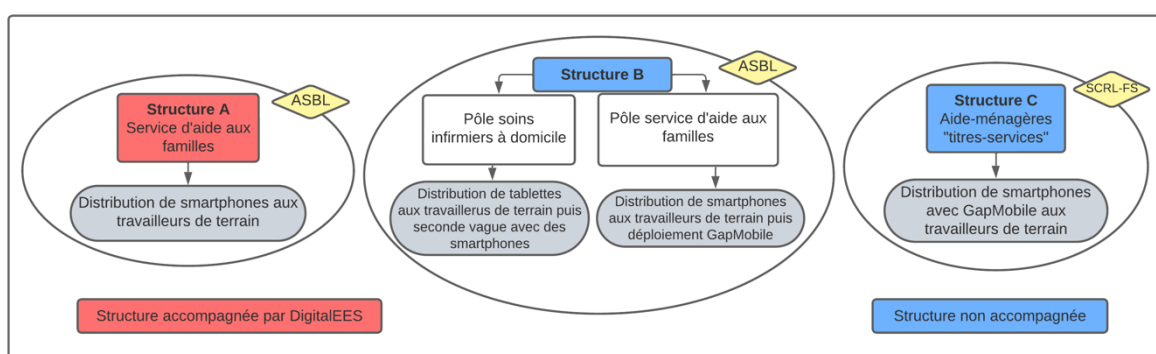 ASBL
Structure A
Service d'aide aux
familles
Distribution de smartphones aux
travailleurs de terrain
ASBL
Structure B
Pôle soins
infirmiers à domicile
Pôle service d'aide aux
familles
Distribution de tablettes
aux travaillerus de terrain puis
seconde vague avec des
smartphones
Distribution de smartphones
aux travailleurs de terrain puis
déploiement GapMobile
SCRL-FS
Structure C
Aide-ménagères
"titres-services"
Distribution de smartphones
avec GapMobile aux
travailleurs de terrain
Structure accompagnée par DigitalEES
Structure non accompagnée